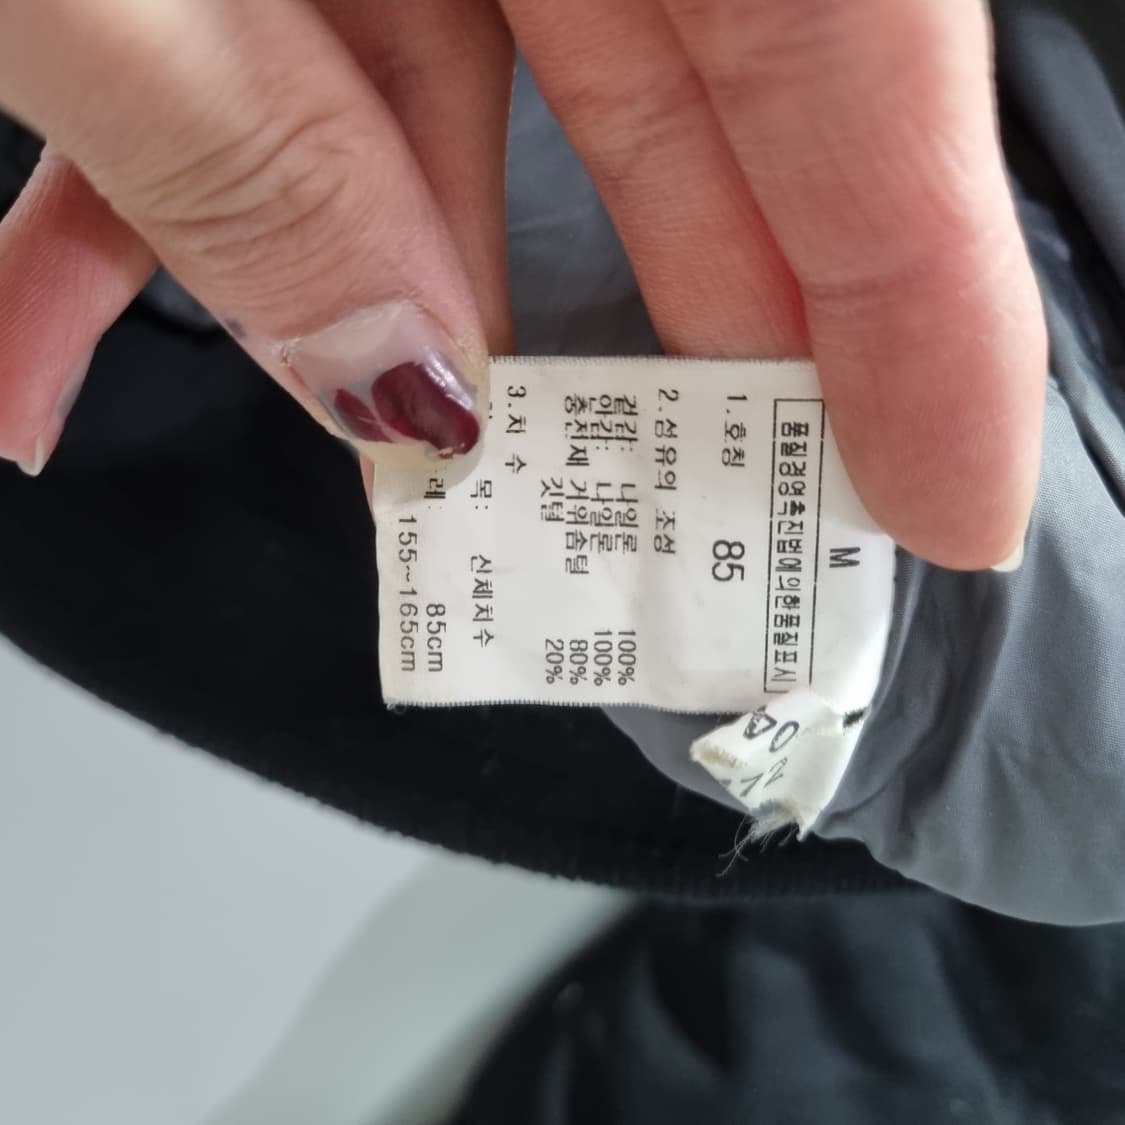 M
품질경영촉진법에의한품질표시
1.호칭 85
2.섬유의 조성
겉감: 나일론 100%
안감: 나일론 100%
충전재 거위솜털 80%
깃털 20%
3.치 수
목: 신체치수
레: 85cm
155~165cm